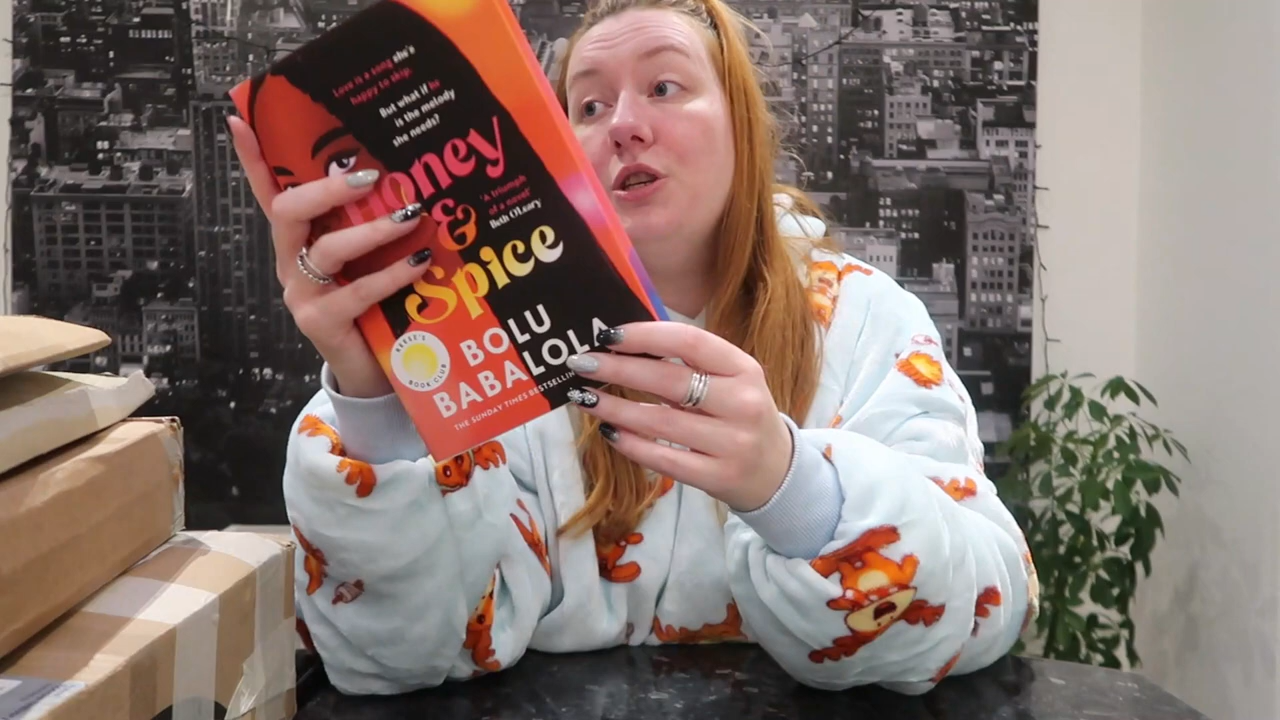 Love is a song she's
happy to skip.
But what if he
is the melody
she needs?
Honey
&
Spice
'A triumph
of a novel'
Beth O'Leary
REESE'S
BOOK CLUB
BOLU
BABALOLA
THE SUNDAY TIMES